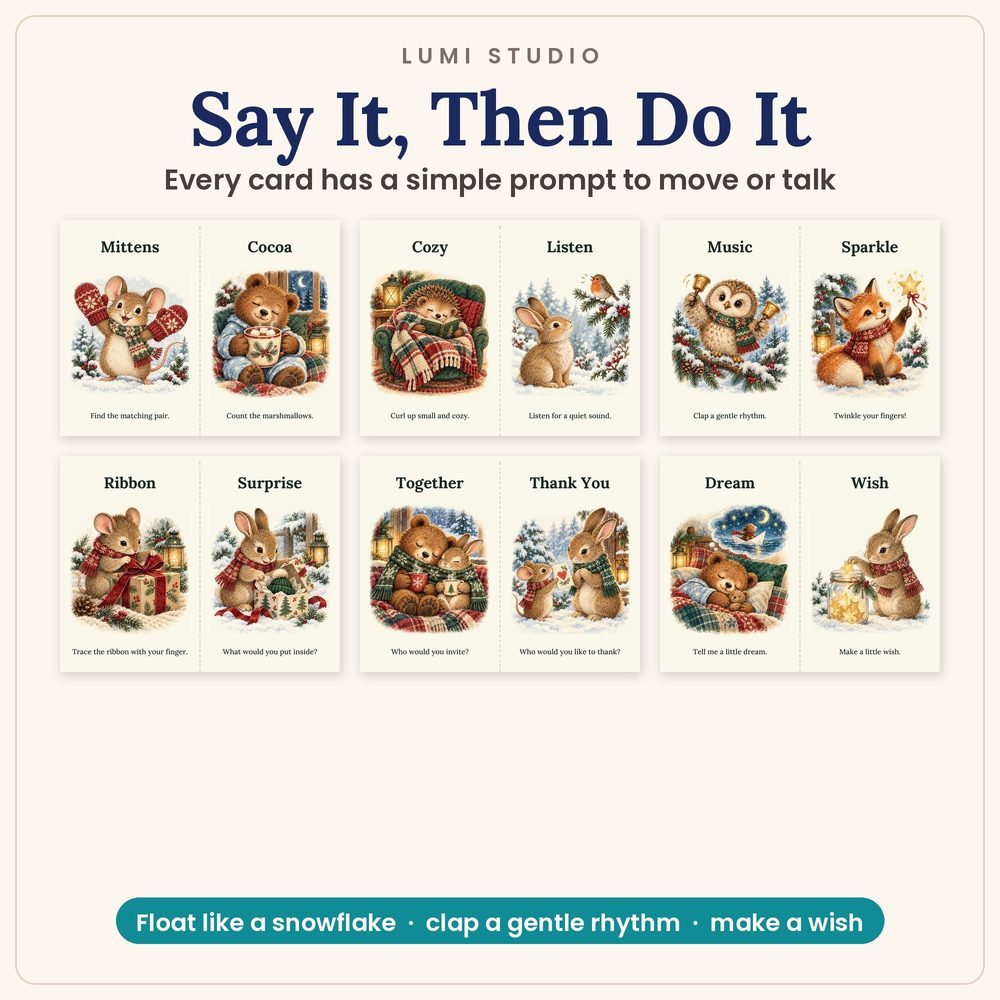 LUMI STUDIO
Say It, Then Do It
Every card has a simple prompt to move or talk
Mittens
Find the matching pair.
Cocoa
Count the marshmallows.
Cozy
Curl up small and cozy.
Listen
Listen for a quiet sound.
Music
Clap a gentle rhythm.
Sparkle
Twinkle your fingers!
Ribbon
Trace the ribbon with your finger.
Surprise
What would you put inside?
Together
Who would you invite?
Thank You
Who would you like to thank?
Dream
Tell me a little dream.
Wish
Make a little wish.
Float like a snowflake · clap a gentle rhythm · make a wish